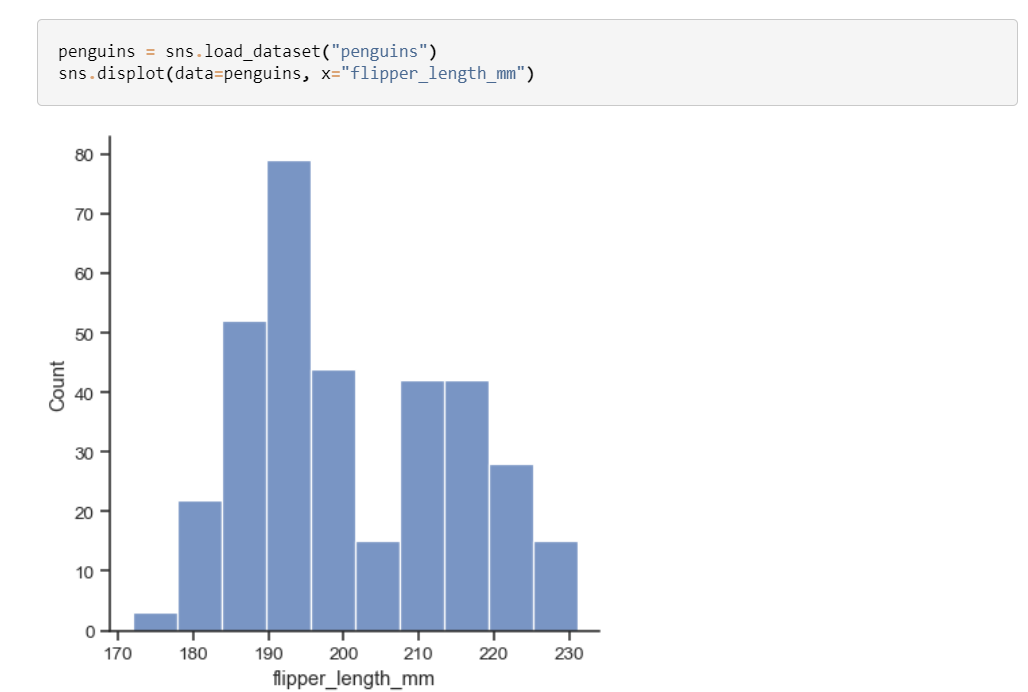 penguins = sns.load_dataset("penguins")
sns.displot(data=penguins, x="flipper_length_mm")
80
70
60
50
40
30
20
10
0
Count
170 180 190 200 210 220 230
flipper_length_mm